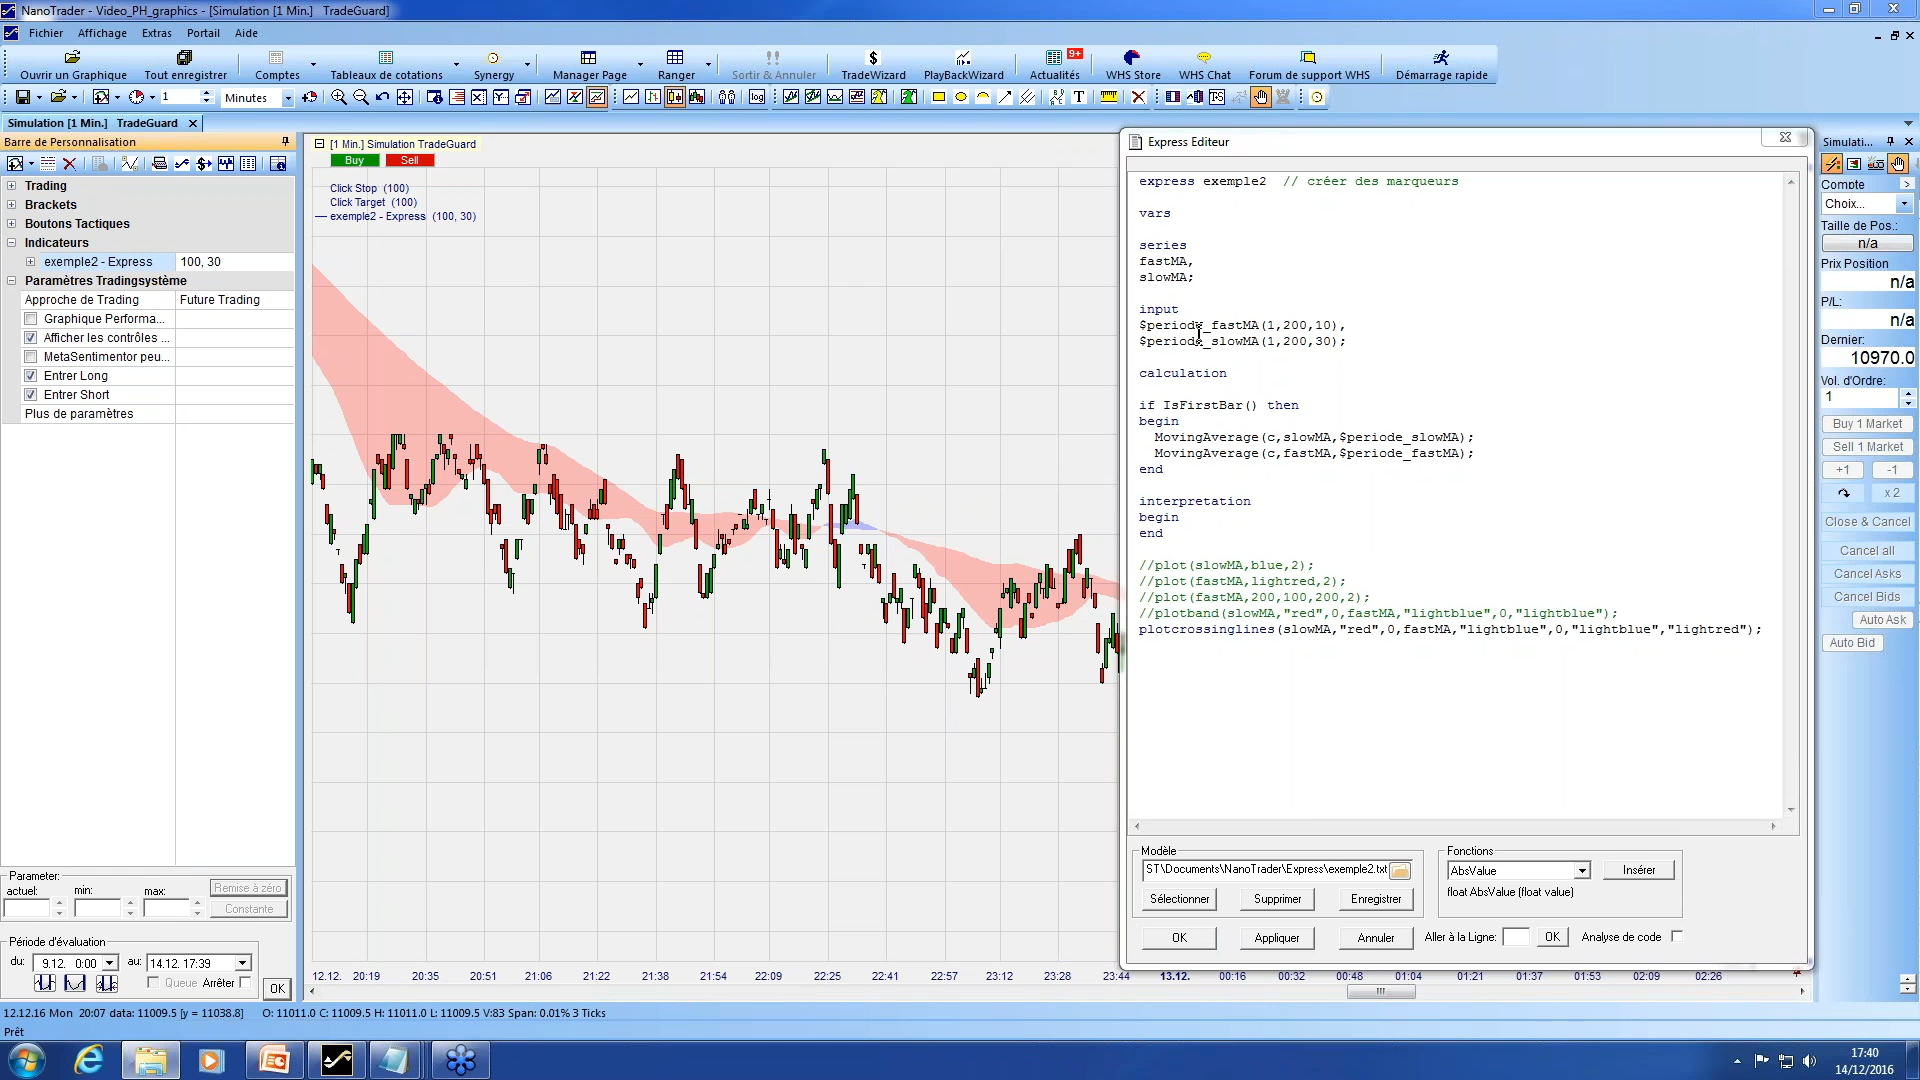 NanoTrader - Video_PH_graphics - [Simulation [1 Min.]   TradeGuard]
Fichier Affichage Extras Portail Aide
Ouvrir un Graphique Tout enregistrer Comptes Tableaux de cotations Synergy Manager Page Ranger Sortir & Annuler TradeWizard PlayBackWizard 9+ Actualités WHS Store WHS Chat Forum de support WHS Démarrage rapide
1 Minutes
Simulation [1 Min.]   TradeGuard
Barre de Personnalisation
Trading
Brackets
Boutons Tactiques
Indicateurs
exemple2 - Express 100, 30
Paramètres Tradingsystème
Approche de Trading Future Trading
Graphique Performa...
Afficher les contrôles ...
MetaSentimentor peu...
Entrer Long
Entrer Short
Plus de paramètres
Parameter:
actuel: min: max: Remise à zéro
Constante
Période d'évaluation
du: 9.12. 0:00 au: 14.12. 17:39
Queue Arrêter OK
[1 Min.] Simulation TradeGuard
Buy Sell
Click Stop (100)
Click Target (100)
exemple2 - Express (100, 30)
12.12. 20:19 20:35 20:51 21:06 21:22 21:38 21:54 22:09 22:25 22:41 22:57 23:12 23:28 23:44 13.12. 00:16 00:32 00:48 01:04 01:21 01:37 01:53 02:09 02:26
Express Editeur
express exemple2  // créer des marqueurs
vars
series
fastMA,
slowMA;
input
$periode_fastMA(1,200,10),
$periode_slowMA(1,200,30);
calculation
if IsFirstBar() then
begin
MovingAverage(c,slowMA,$periode_slowMA);
MovingAverage(c,fastMA,$periode_fastMA);
end
interpretation
begin
end
//plot(slowMA,blue,2);
//plot(fastMA,lightred,2);
//plot(fastMA,200,100,200,2);
//plotband(slowMA,"red",0,fastMA,"lightblue",0,"lightblue");
plotcrossinglines(slowMA,"red",0,fastMA,"lightblue",0,"lightblue","lightred");
Modèle
ST\Documents\NanoTrader\Express\exemple2.txt
Sélectionner Supprimer Enregistrer
Fonctions
AbsValue Insérer
float AbsValue (float value)
OK Appliquer Annuler Aller à la Ligne: OK Analyse de code
Simulati...
Compte
Choix...
Taille de Pos.:
n/a
Prix Position
n/a
P/L:
n/a
Dernier:
10970.0
Vol. d'Ordre:
1
Buy 1 Market
Sell 1 Market
+1 -1
x 2
Close & Cancel
Cancel all
Cancel Asks
Cancel Bids
Auto Ask
Auto Bid
12.12.16 Mon  20:07 data: 11009.5 [y = 11038.8] O: 11011.0 C: 11009.5 H: 11011.0 L: 11009.5 V:83 Span: 0.01% 3 Ticks
Prêt
17:40
14/12/2016